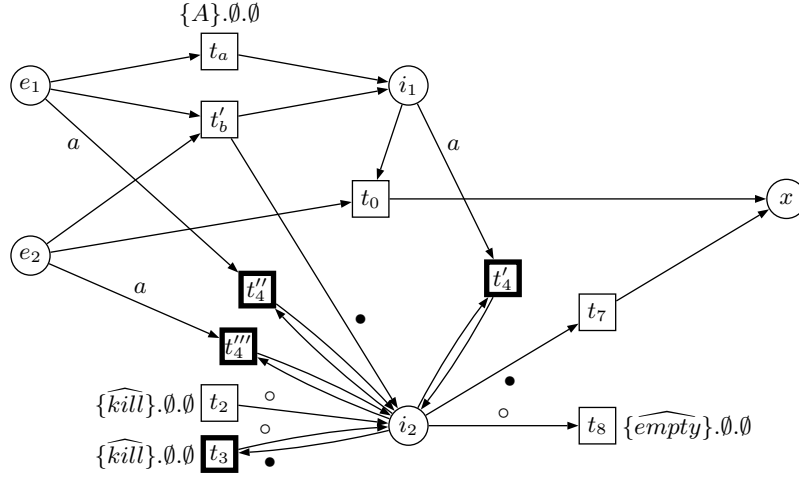 {A}.∅.∅
t_a
e_1
i_1
t'_b
a
a
t_0
x
e_2
t''_4
t'_4
a
t_7
t'''_4
{\widehat{kill}}.∅.∅ t_2
i_2
t_8 {\widehat{empty}}.∅.∅
{\widehat{kill}}.∅.∅ t_3